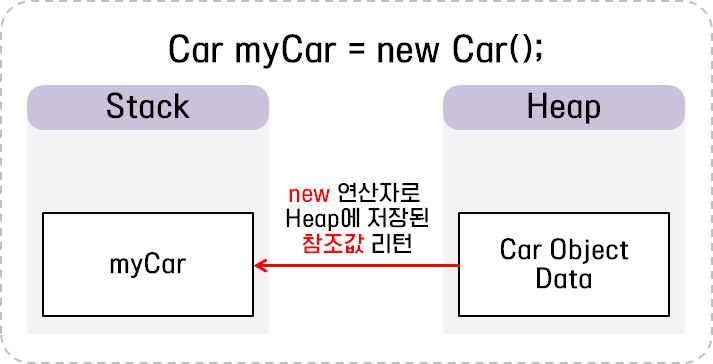 Car myCar = new Car();
Stack
Heap
new 연산자로
Heap에 저장된
참조값 리턴
myCar
Car Object
Data